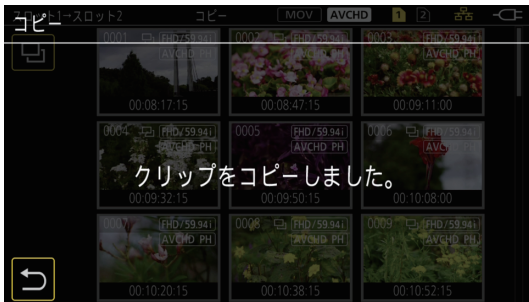 スロット1→スロット2 コピー MOV AVCHD 1 2
コピー
0001 FHD/59.94i 0002 FHD/59.94i 0003 FHD/59.94i
AVCHD PH AVCHD PH AVCHD PH
00:08:17:15 00:08:47:15 00:09:11:00
0004 FHD/59.94i 0005 FHD/59.94i 0006 FHD/59.94i
AVCHD PH AVCHD PH AVCHD PH
クリップをコピーしました。
00:09:32:15 00:09:50:15 00:10:08:00
0007 FHD/59.94i 0008 FHD/59.94i 0009 FHD/59.94i
AVCHD PH AVCHD PH AVCHD PH
00:10:20:15 00:10:38:15 00:10:52:15